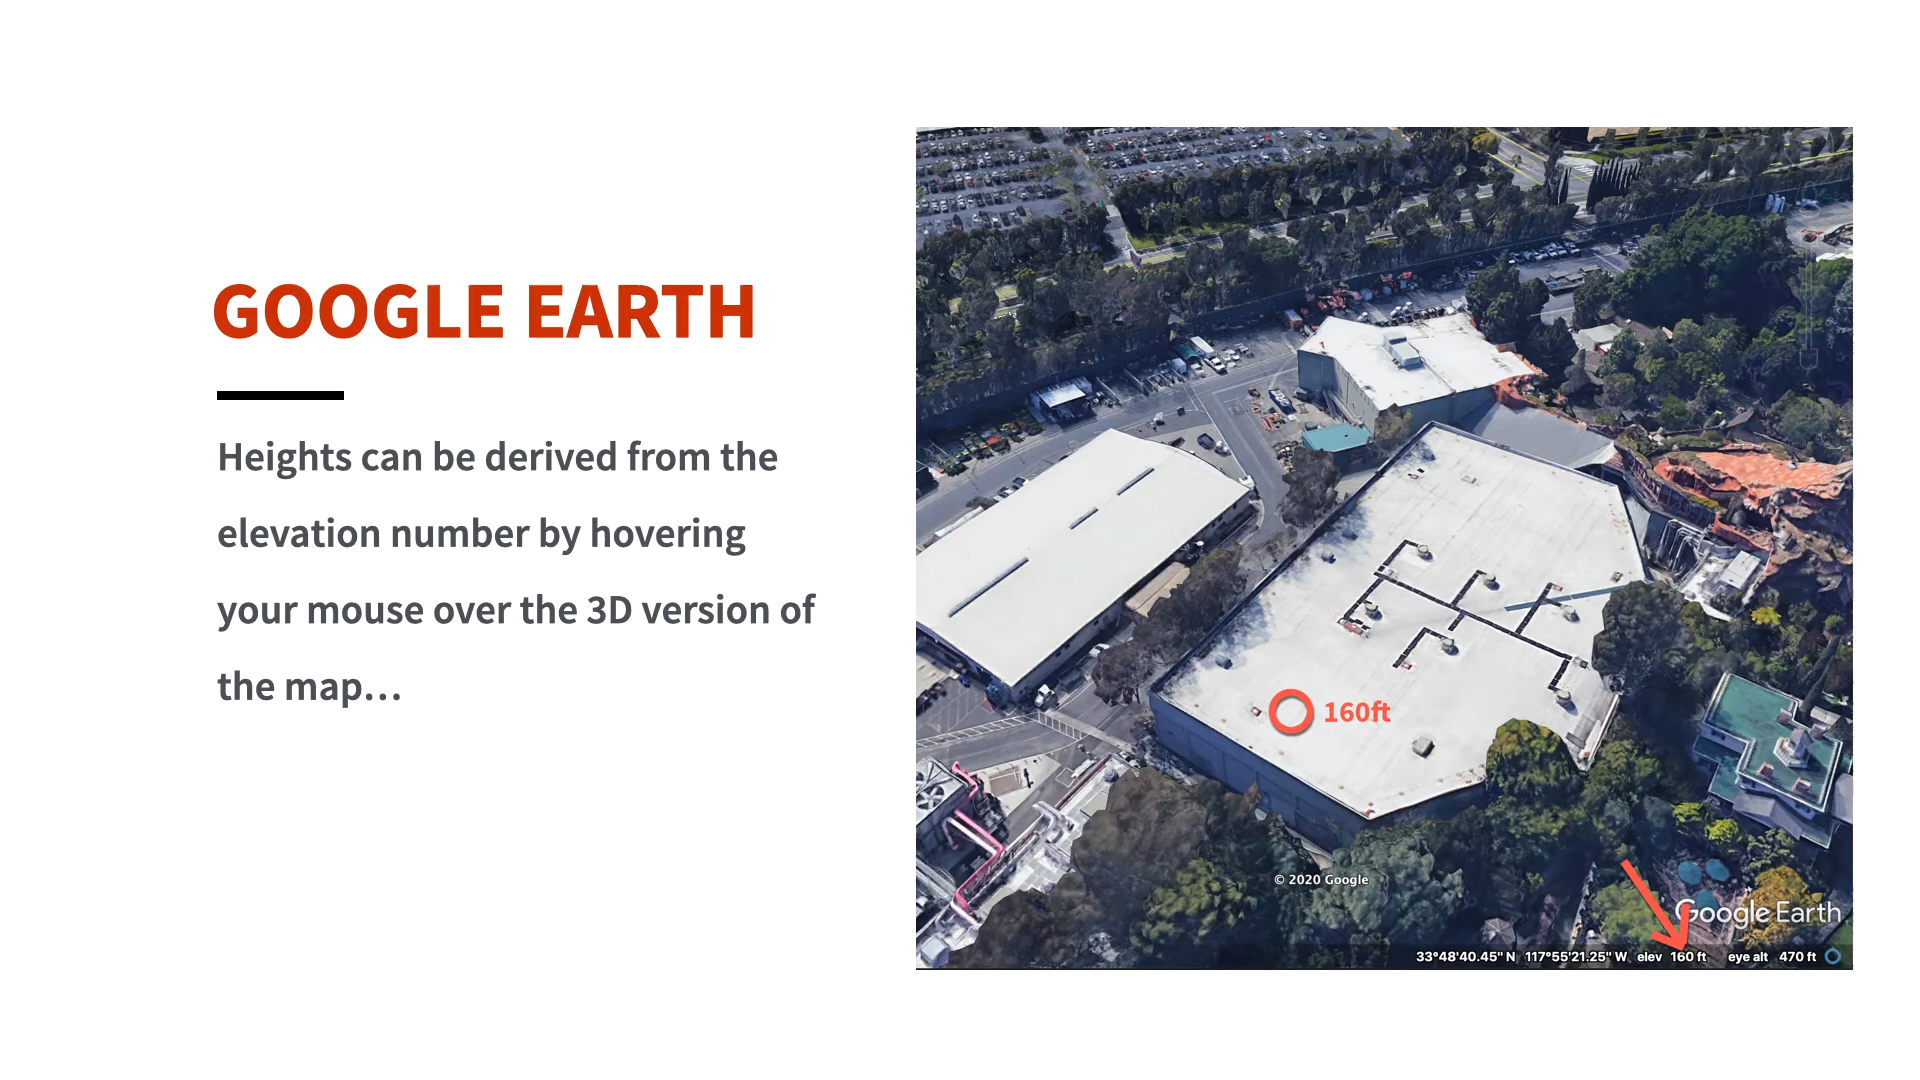 GOOGLE EARTH
Heights can be derived from the
elevation number by hovering
your mouse over the 3D version of
the map…
160ft
© 2020 Google
Google Earth
33°48'40.45" N 117°55'21.25" W elev 160 ft eye alt 470 ft